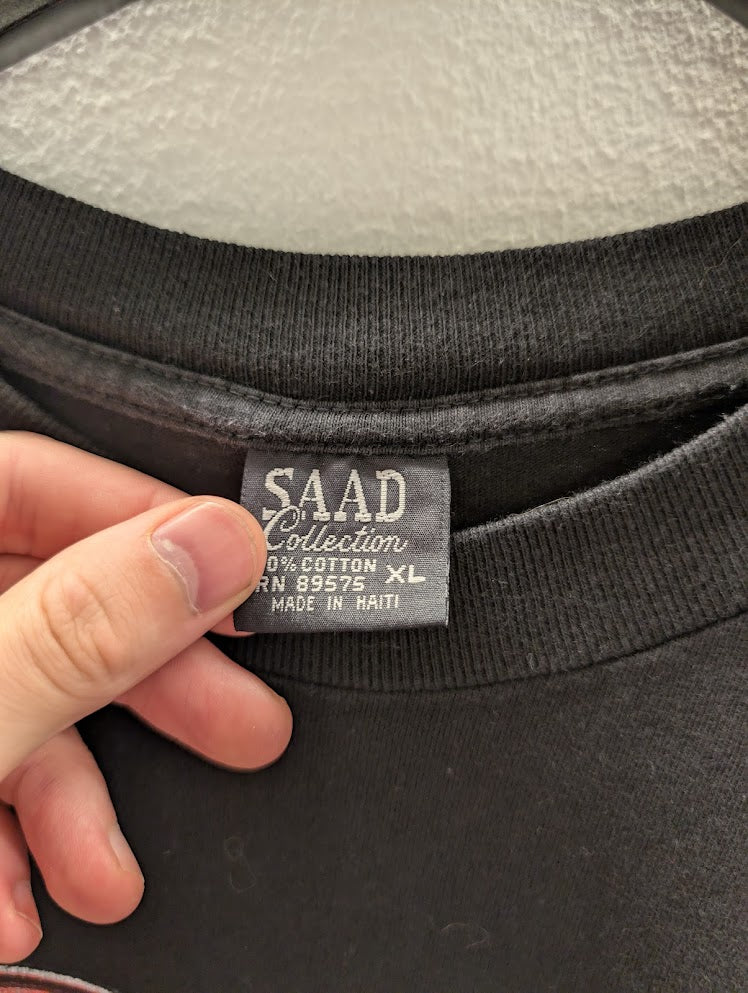 SAAD
Collection
0% COTTON XL
RN 89575
MADE IN HAITI